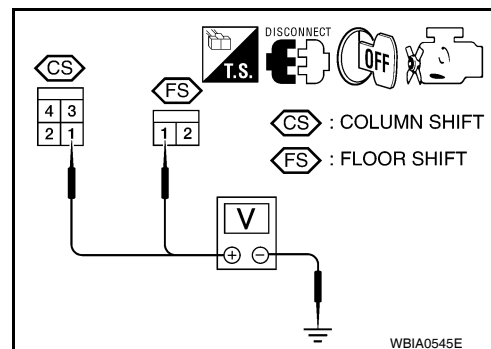 DISCONNECT
T.S.
OFF
CS
FS
4 3
2 1
1 2
CS : COLUMN SHIFT
FS : FLOOR SHIFT
V
+ −
WBIA0545E